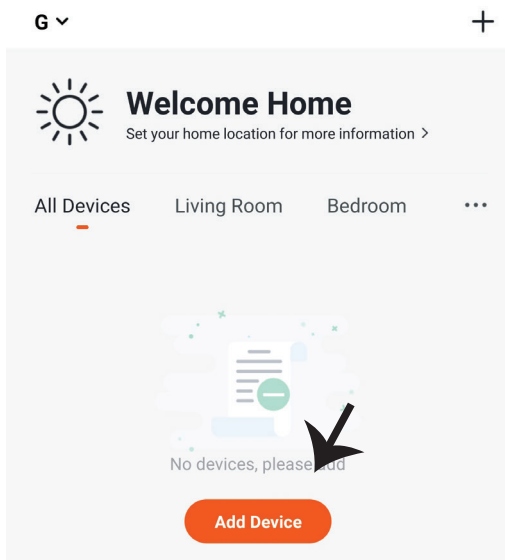 G
Welcome Home
Set your home location for more information >
All Devices Living Room Bedroom ...
No devices, please add
Add Device